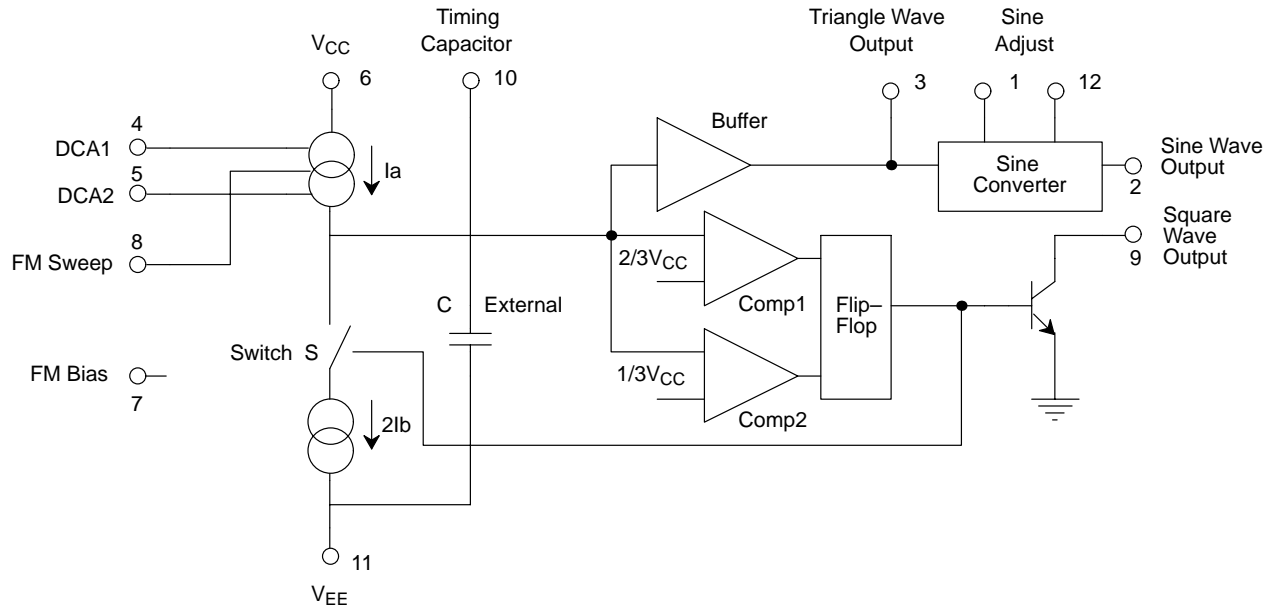 Timing
Capacitor
Triangle Wave
Output
Sine
Adjust
VCC
6
10
3
1
12
4
DCA1
5
DCA2
8
FM Sweep
Ia
Buffer
Sine
Converter
Sine Wave
Output
2
Square
Wave
Output
9
2/3VCC
Comp1
Flip–
Flop
C
External
Switch S
FM Bias
7
1/3VCC
Comp2
2Ib
11
VEE